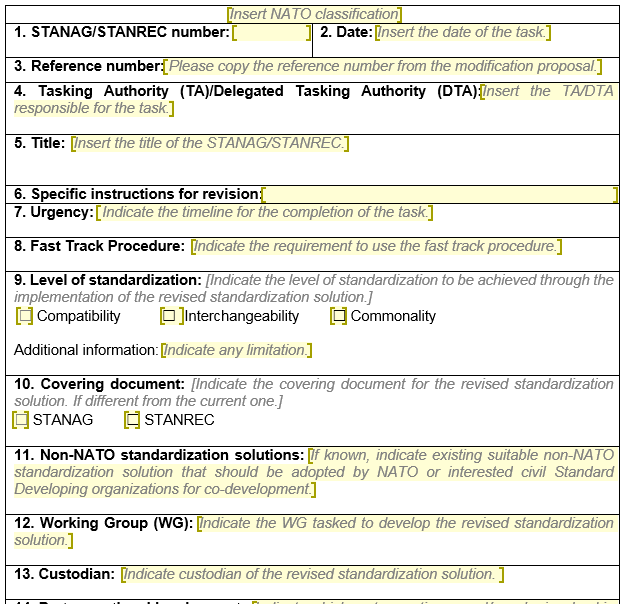 [Insert NATO classification]
1. STANAG/STANREC number: [ ] 2. Date: [Insert the date of the task.]
3. Reference number:[Please copy the reference number from the modification proposal.]
4. Tasking Authority (TA)/Delegated Tasking Authority (DTA):[Insert the TA/DTA
responsible for the task.]
5. Title: [Insert the title of the STANAG/STANREC.]
6. Specific instructions for revision:[ ]
7. Urgency: [Indicate the timeline for the completion of the task.]
8. Fast Track Procedure: [Indicate the requirement to use the fast track procedure.]
9. Level of standardization: [Indicate the level of standardization to be achieved through the
implementation of the revised standardization solution.]
[☐] Compatibility [☐] Interchangeability [☐] Commonality
Additional information: [Indicate any limitation.]
10. Covering document: [Indicate the covering document for the revised standardization
solution. If different from the current one.]
[☐] STANAG [☐] STANREC
11. Non-NATO standardization solutions: [If known, indicate existing suitable non-NATO
standardization solution that should be adopted by NATO or interested civil Standard
Developing organizations for co-development.]
12. Working Group (WG): [Indicate the WG tasked to develop the revised standardization
solution.]
13. Custodian: [Indicate custodian of the revised standardization solution. ]